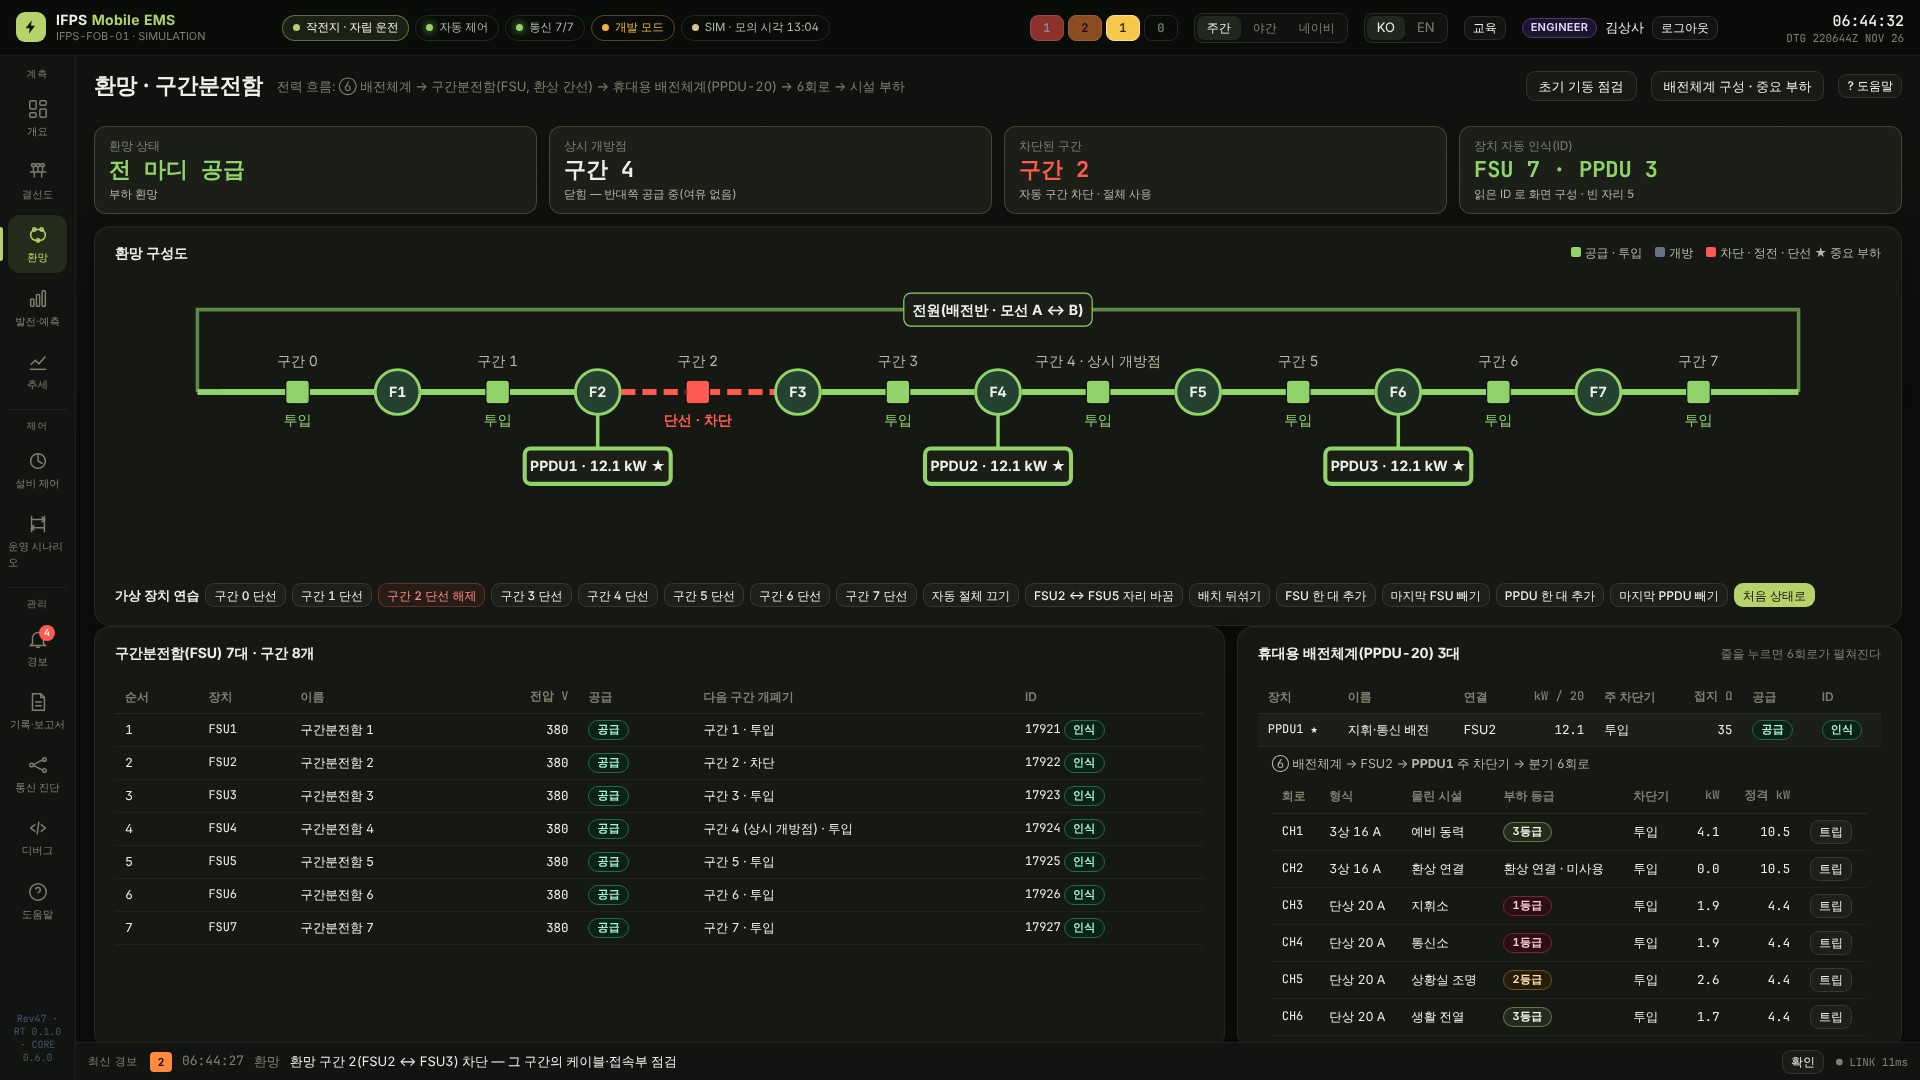 IFPS Mobile EMS
IFPS-FOB-01 · SIMULATION
작전지 · 자립 운전
자동 제어
통신 7/7
개발 모드
SIM · 모의 시각 13:04
1 2 1 0
주간 야간 네이비
KO EN
교육
ENGINEER 김상사 로그아웃
06:44:32
DTG 220644Z NOV 26
계측
개요
결선도
환망
발전·예측
추세
제어
설비 제어
운영 시나리오
관리
4
경보
기록·보고서
통신 진단
디버그
도움말
Rev47 ·
RT 0.1.0
· CORE
0.6.0
환망 · 구간분전함
전력 흐름: ⑥ 배전체계 → 구간분전함(FSU, 환상 간선) → 휴대용 배전체계(PPDU-20) → 6회로 → 시설 부하
초기 기동 점검
배전체계 구성 · 중요 부하
? 도움말
환망 상태
전 마디 공급
부하 환망
상시 개방점
구간 4
닫힘 — 반대쪽 공급 중(여유 없음)
차단된 구간
구간 2
자동 구간 차단 · 절체 사용
장치 자동 인식(ID)
FSU 7 · PPDU 3
읽은 ID 로 화면 구성 · 빈 자리 5
환망 구성도
공급 · 투입 개방 차단 · 정전 · 단선 ★ 중요 부하
전원(배전반 · 모선 A ↔ B)
구간 0 구간 1 구간 2 구간 3 구간 4 · 상시 개방점 구간 5 구간 6 구간 7
F1 F2 F3 F4 F5 F6 F7
투입 투입 단선 · 차단 투입 투입 투입 투입 투입
PPDU1 · 12.1 kW ★ PPDU2 · 12.1 kW ★ PPDU3 · 12.1 kW ★
가상 장치 연습 구간 0 단선 구간 1 단선 구간 2 단선 해제 구간 3 단선 구간 4 단선 구간 5 단선 구간 6 단선 구간 7 단선 자동 절체 끄기 FSU2 ↔ FSU5 자리 바꿈 배치 뒤섞기 FSU 한 대 추가 마지막 FSU 빼기 PPDU 한 대 추가 마지막 PPDU 빼기 처음 상태로
구간분전함(FSU) 7대 · 구간 8개
순서 장치 이름 전압 V 공급 다음 구간 개폐기 ID
1 FSU1 구간분전함 1 380 공급 구간 1 · 투입 17921 인식
2 FSU2 구간분전함 2 380 공급 구간 2 · 차단 17922 인식
3 FSU3 구간분전함 3 380 공급 구간 3 · 투입 17923 인식
4 FSU4 구간분전함 4 380 공급 구간 4 (상시 개방점) · 투입 17924 인식
5 FSU5 구간분전함 5 380 공급 구간 5 · 투입 17925 인식
6 FSU6 구간분전함 6 380 공급 구간 6 · 투입 17926 인식
7 FSU7 구간분전함 7 380 공급 구간 7 · 투입 17927 인식
휴대용 배전체계(PPDU-20) 3대
줄을 누르면 6회로가 펼쳐진다
장치 이름 연결 kW / 20 주 차단기 접지 Ω 공급 ID
PPDU1 ★ 지휘·통신 배전 FSU2 12.1 투입 35 공급 인식
⑥ 배전체계 → FSU2 → PPDU1 주 차단기 → 분기 6회로
회로 형식 물린 시설 부하 등급 차단기 kW 정격 kW
CH1 3상 16 A 예비 동력 3등급 투입 4.1 10.5 트립
CH2 3상 16 A 환상 연결 환상 연결 · 미사용 투입 0.0 10.5 트립
CH3 단상 20 A 지휘소 1등급 투입 1.9 4.4 트립
CH4 단상 20 A 통신소 1등급 투입 1.9 4.4 트립
CH5 단상 20 A 상황실 조명 2등급 투입 2.6 4.4 트립
CH6 단상 20 A 생활 전열 3등급 투입 1.7 4.4 트립
최신 경보 2 06:44:27 환망 환망 구간 2(FSU2 ↔ FSU3) 차단 — 그 구간의 케이블·접속부 점검
확인 LINK 11ms